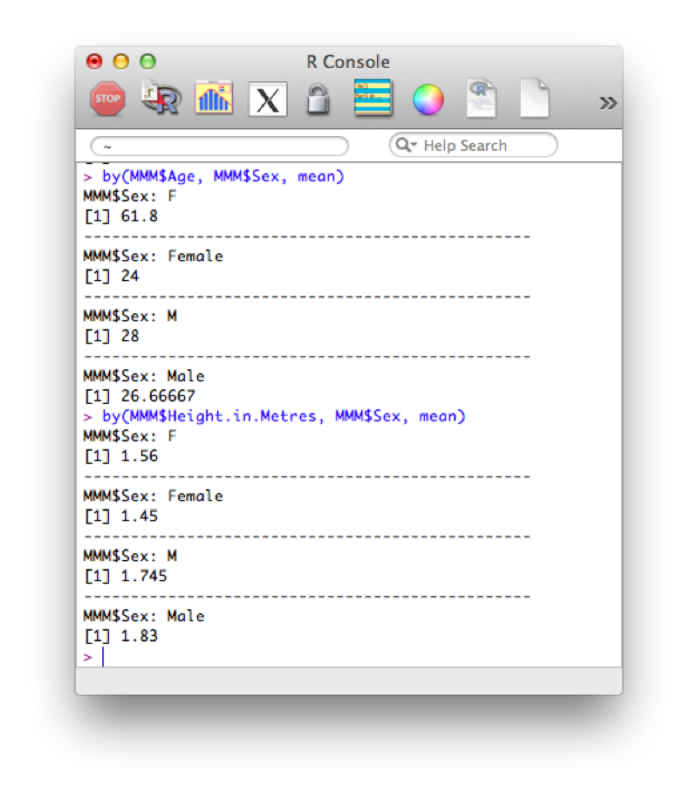 R Console
STOP
R
X
R
»
~
Help Search
> by(MMM$Age, MMM$Sex, mean)
MMM$Sex: F
[1] 61.8
-----------------------------------------------
MMM$Sex: Female
[1] 24
-----------------------------------------------
MMM$Sex: M
[1] 28
-----------------------------------------------
MMM$Sex: Male
[1] 26.66667
> by(MMM$Height.in.Metres, MMM$Sex, mean)
MMM$Sex: F
[1] 1.56
-----------------------------------------------
MMM$Sex: Female
[1] 1.45
-----------------------------------------------
MMM$Sex: M
[1] 1.745
-----------------------------------------------
MMM$Sex: Male
[1] 1.83
>